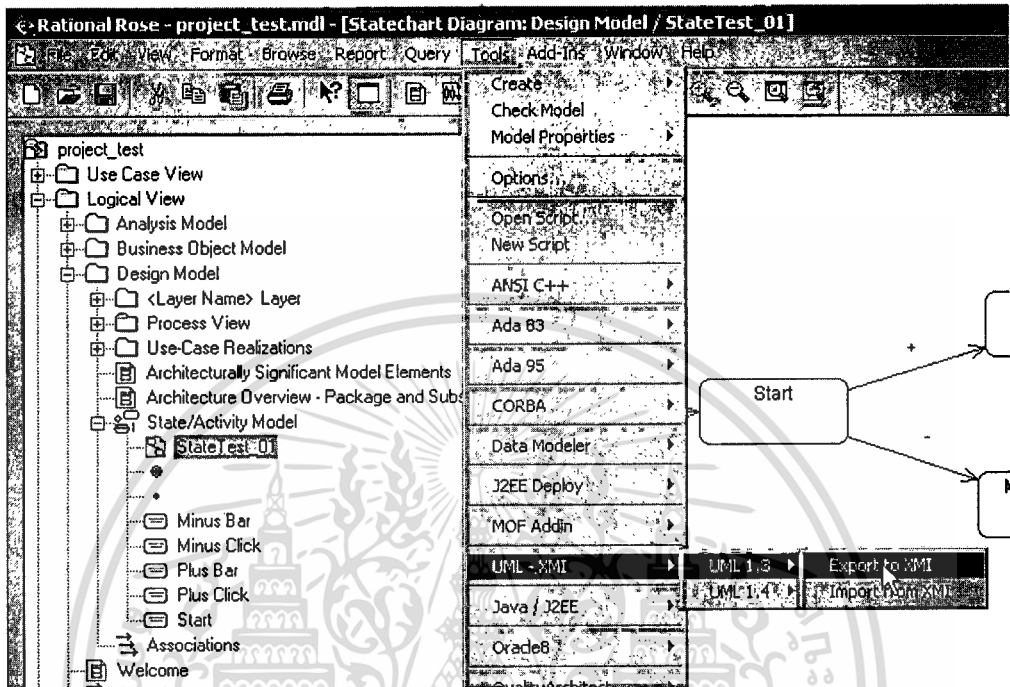 Rational Rose - project_test.mdl - [Statechart Diagram: Design Model / StateTest_01]
File Edit View Format Browse Report Query Tools Add-Ins Window Help
project_test
Use Case View
Logical View
Analysis Model
Business Object Model
Design Model
<Layer Name> Layer
Process View
Use-Case Realizations
Architecturally Significant Model Elements
Architecture Overview - Package and Subs
State/Activity Model
StateTest_01
Minus Bar
Minus Click
Plus Bar
Plus Click
Start
Associations
Welcome
Create
Check Model
Model Properties
Options
Open Script
New Script
ANSI C++
Ada 83
Ada 95
CORBA
Data Modeler
J2EE Deploy
MOF Addin
UML - XMI
Java / J2EE
Oracle8
UML 1.3
UML 1.4
Export to XMI
Import from XMI
Start
+
-